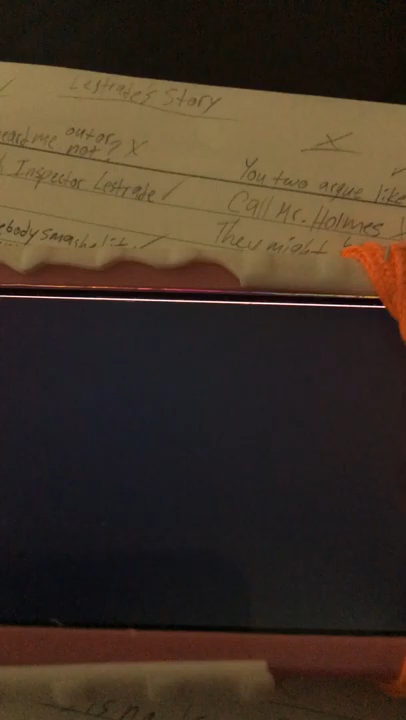 Lestrade's Story
heard me out or
not? X
Inspector Lestrade ✓
smashed it. ✓
X
You two argue like
Call Mr. Holmes
They might